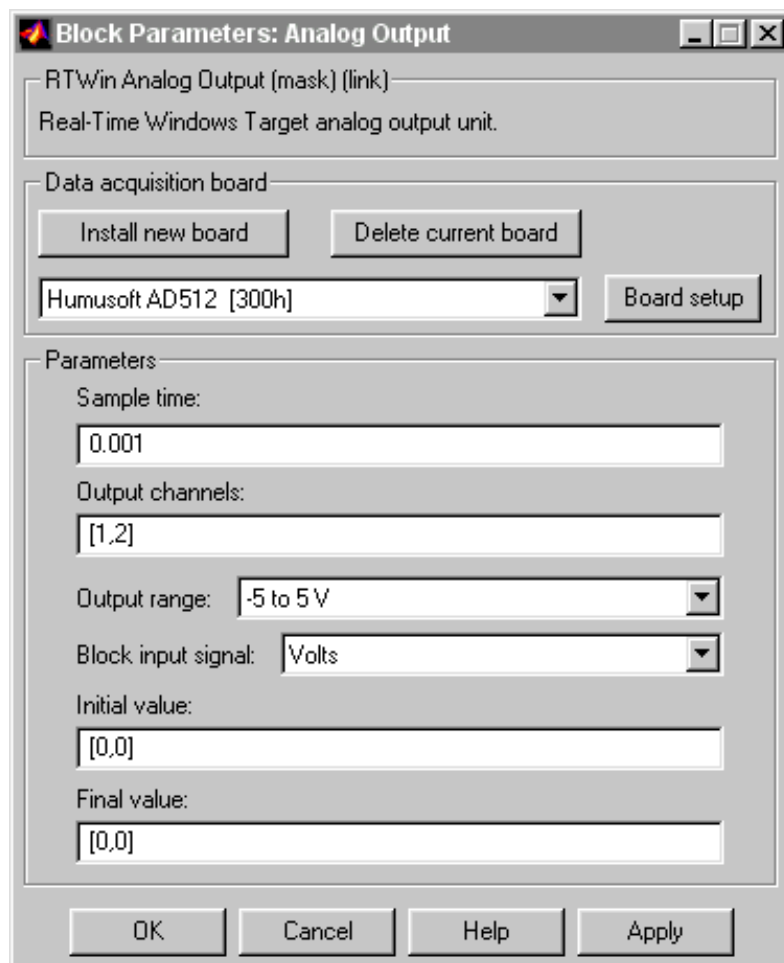 Block Parameters: Analog Output
RTWin Analog Output (mask) (link)
Real-Time Windows Target analog output unit.
Data acquisition board
Install new board Delete current board
Humusoft AD512 [300h] Board setup
Parameters
Sample time:
0.001
Output channels:
[1,2]
Output range: -5 to 5 V
Block input signal: Volts
Initial value:
[0,0]
Final value:
[0,0]
OK Cancel Help Apply